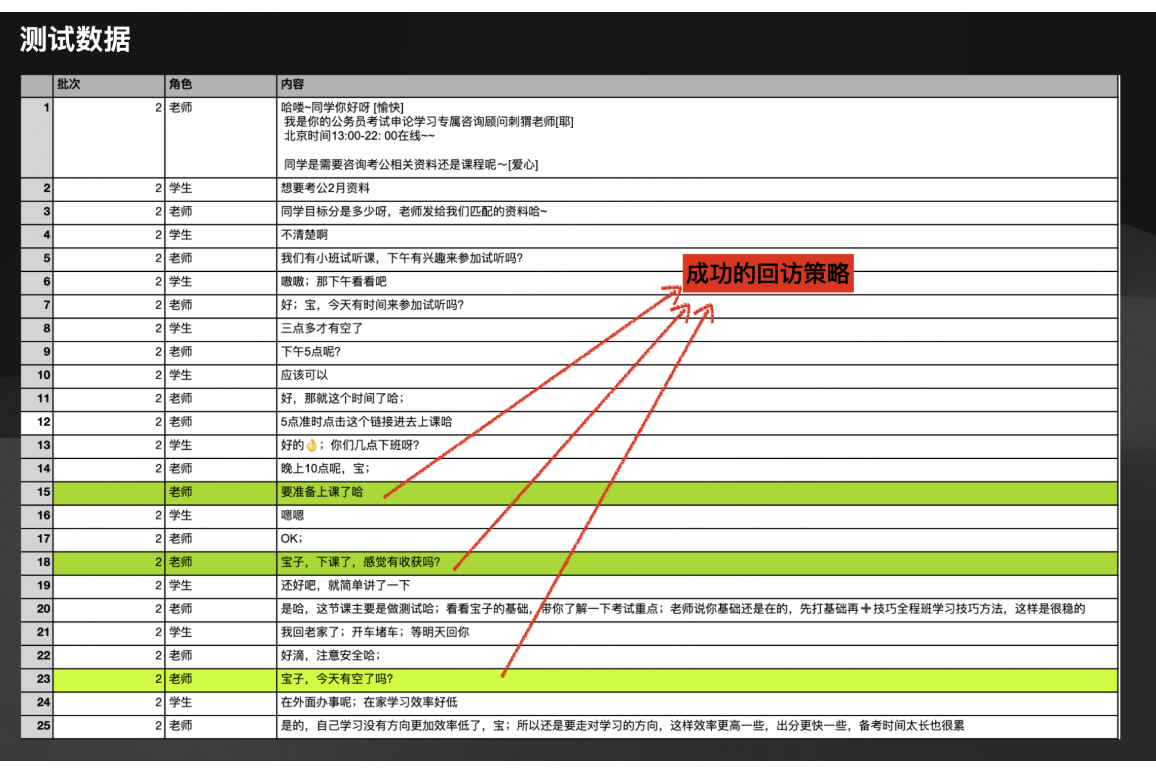 测试数据
批次 角色 内容
1 2 老师 哈喽~同学你好呀 [愉快]
我是你的公务员考试申论学习专属咨询顾问刺猬老师[耶]
北京时间13:00-22: 00在线~~
同学是需要咨询考公相关资料还是课程呢～[爱心]
2 2 学生 想要考公2月资料
3 2 老师 同学目标分是多少呀，老师发给我们匹配的资料哈~
4 2 学生 不清楚啊
5 2 老师 我们有小班试听课，下午有兴趣来参加试听吗?
成功的回访策略
6 2 学生 嗷嗷；那下午看看吧
7 2 老师 好；宝，今天有时间来参加试听吗?
8 2 学生 三点多才有空了
9 2 老师 下午5点呢?
10 2 学生 应该可以
11 2 老师 好，那就这个时间了哈；
12 2 老师 5点准时点击这个链接进去上课哈
13 2 学生 好的👌；你们几点下班呀?
14 2 老师 晚上10点呢，宝；
15 老师 要准备上课了哈
16 2 学生 嗯嗯
17 2 老师 OK；
18 2 老师 宝子，下课了，感觉有收获吗?
19 2 学生 还好吧，就简单讲了一下
20 2 老师 是哈，这节课主要是做测试哈；看看宝子的基础，带你了解一下考试重点；老师说你基础还是在的，先打基础再➕技巧全程班学习技巧方法，这样是很稳的
21 2 学生 我回老家了；开车堵车；等明天回你
22 2 老师 好滴，注意安全哈；
23 2 老师 宝子，今天有空了吗?
24 2 学生 在外面办事呢；在家学习效率好低
25 2 老师 是的，自己学习没有方向更加效率低了，宝；所以还是要走对学习的方向，这样效率更高一些，出分更快一些，备考时间太长也很累